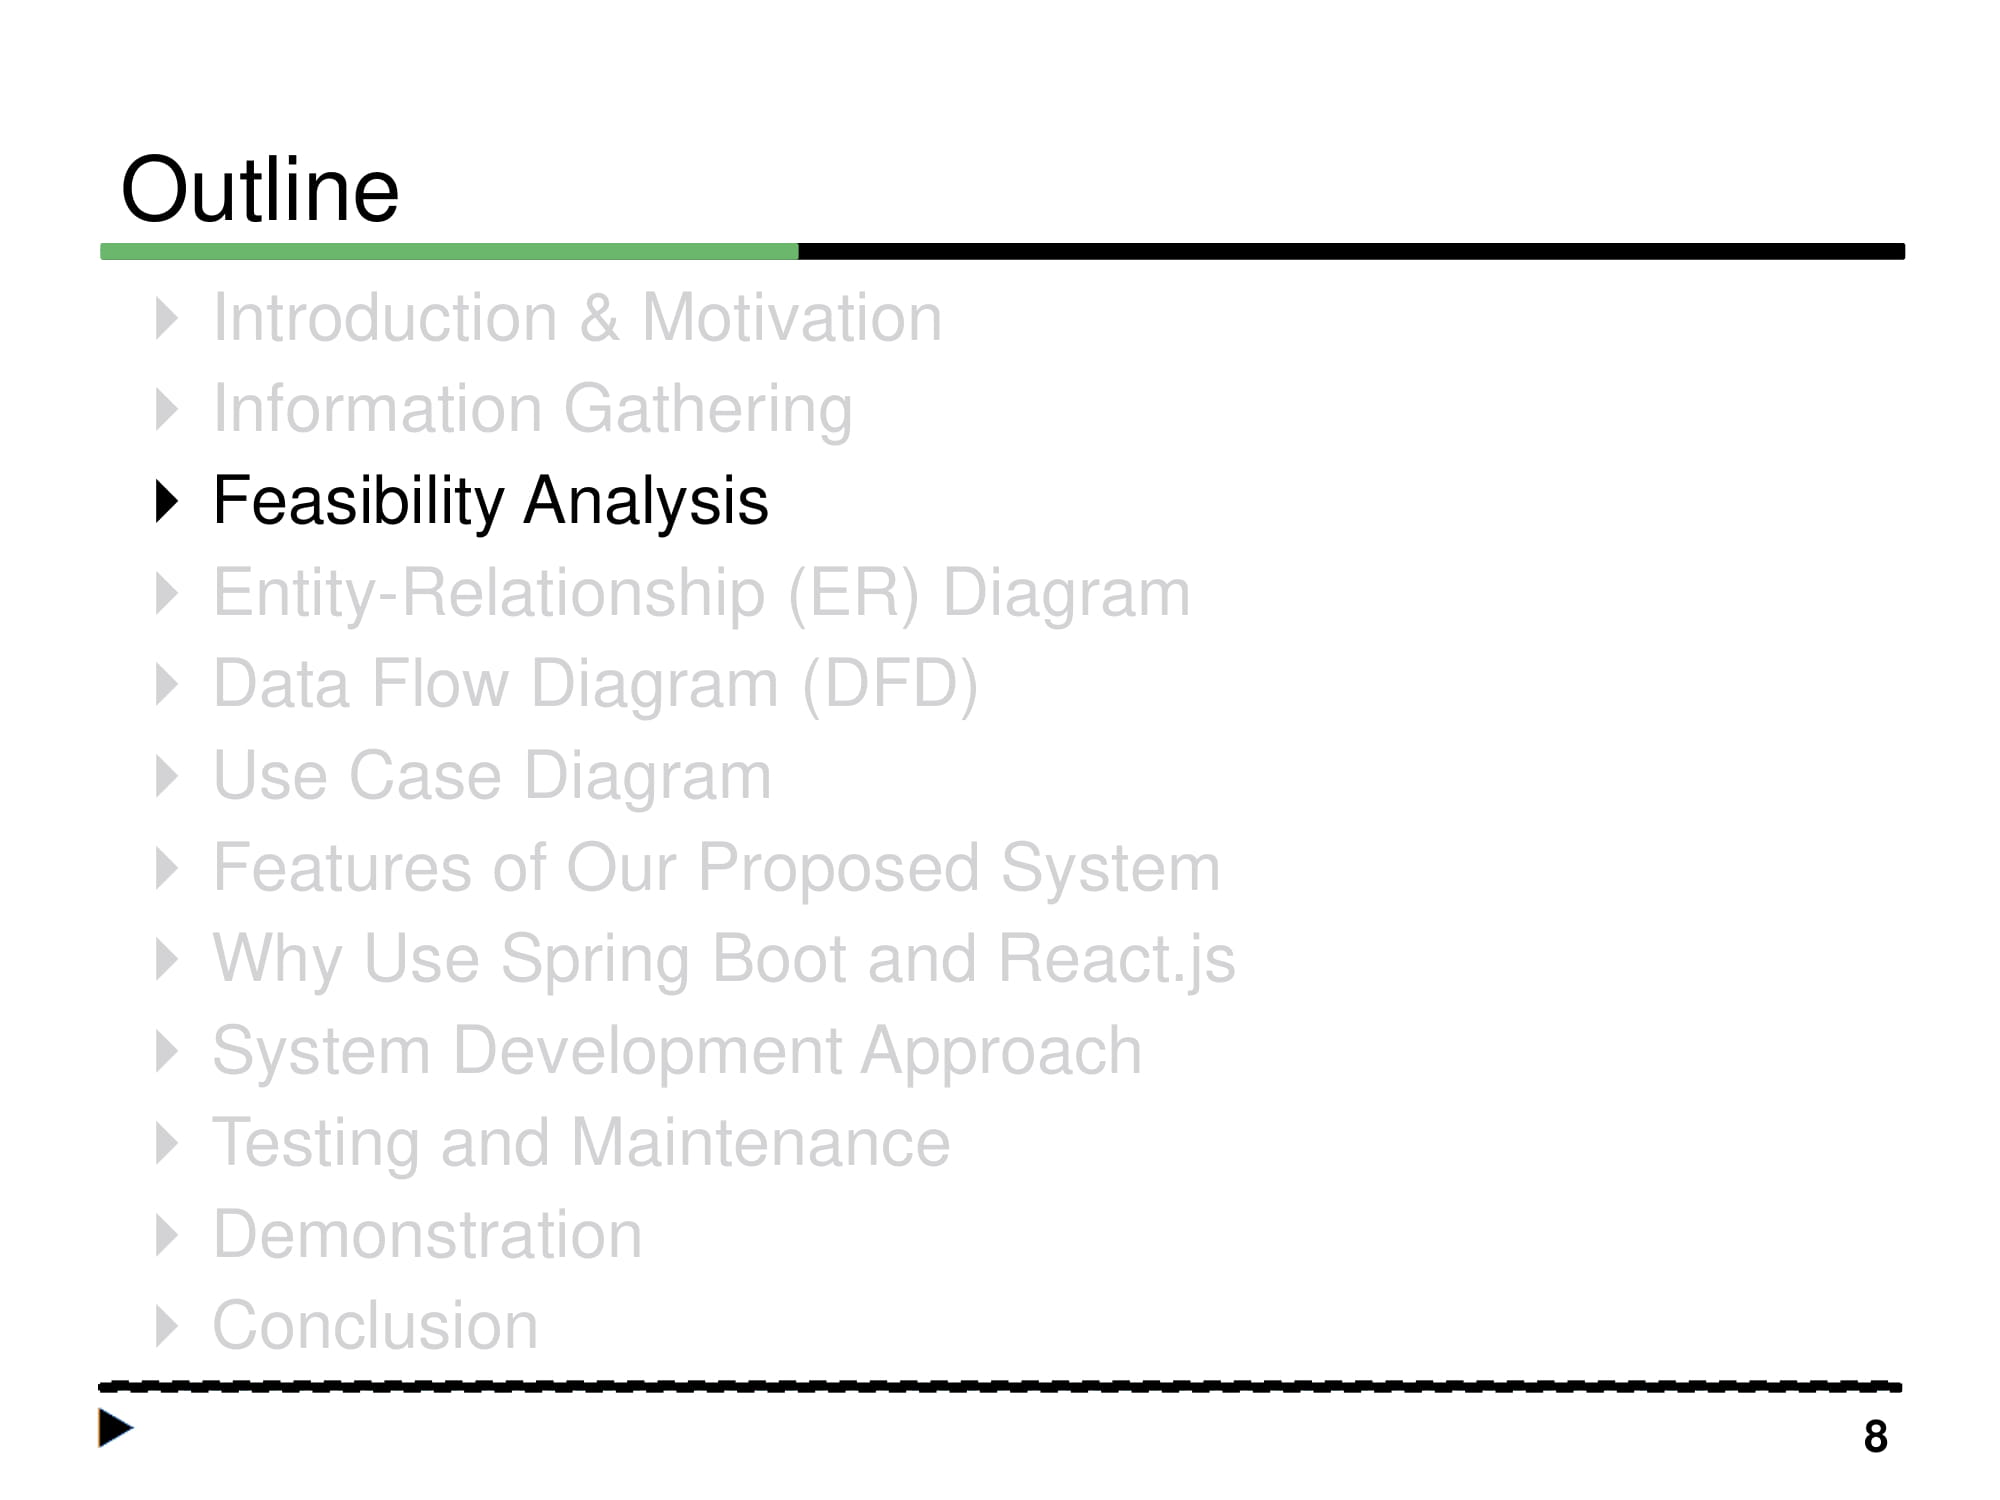 Outline
Introduction & Motivation
Information Gathering
Feasibility Analysis
Entity-Relationship (ER) Diagram
Data Flow Diagram (DFD)
Use Case Diagram
Features of Our Proposed System
Why Use Spring Boot and React.js
System Development Approach
Testing and Maintenance
Demonstration
Conclusion
8